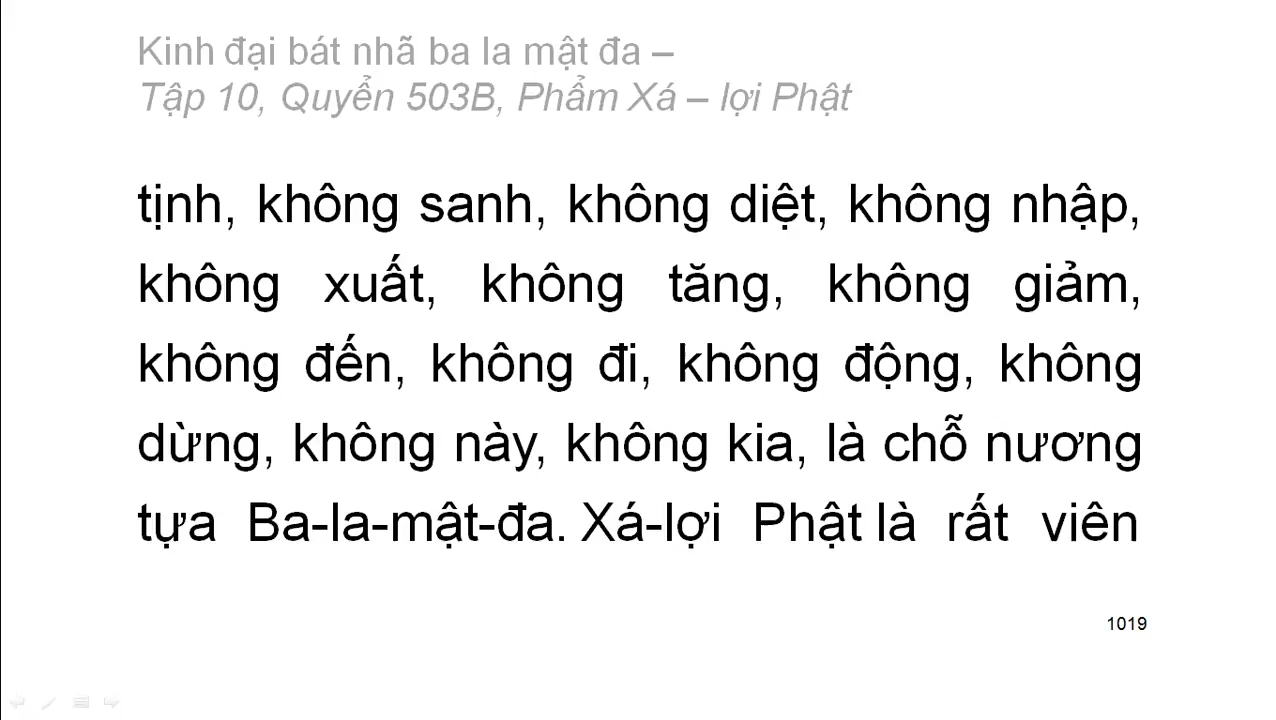 Kinh đại bát nhã ba la mật đa –
Tập 10, Quyển 503B, Phẩm Xá – lợi Phật
tịnh, không sanh, không diệt, không nhập,
không xuất, không tăng, không giảm,
không đến, không đi, không động, không
dừng, không này, không kia, là chỗ nương
tựa Ba-la-mật-đa. Xá-lợi Phật là rất viên
1019